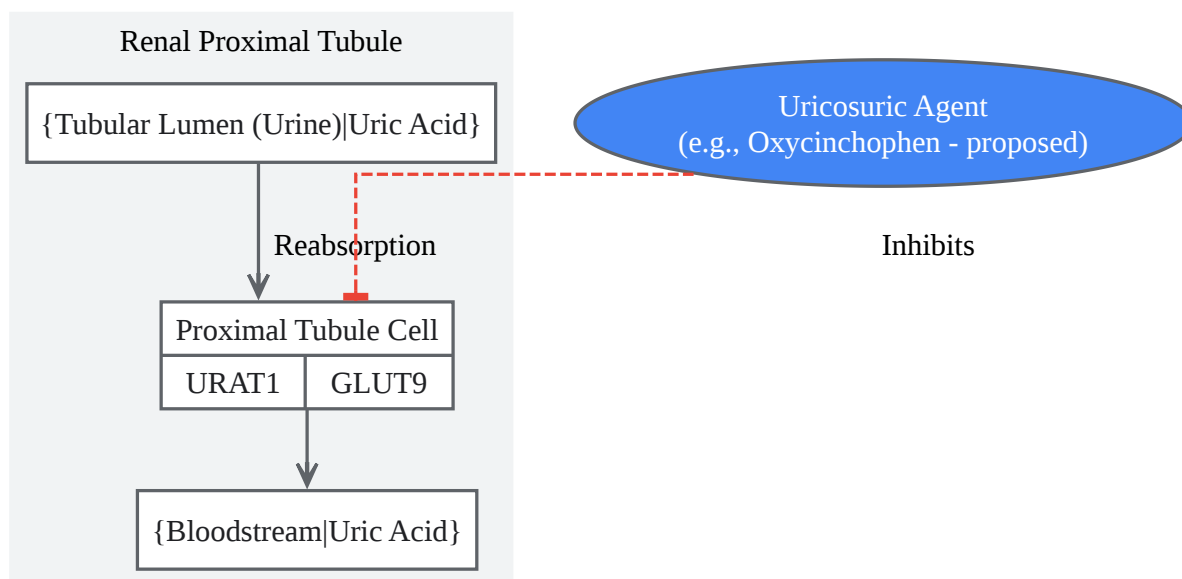 Renal Proximal Tubule
{Tubular Lumen (Urine)|Uric Acid}
Uricosuric Agent
(e.g., Oxycinchophen - proposed)
Reabsorption
Inhibits
Proximal Tubule Cell
URAT1
GLUT9
{Bloodstream|Uric Acid}